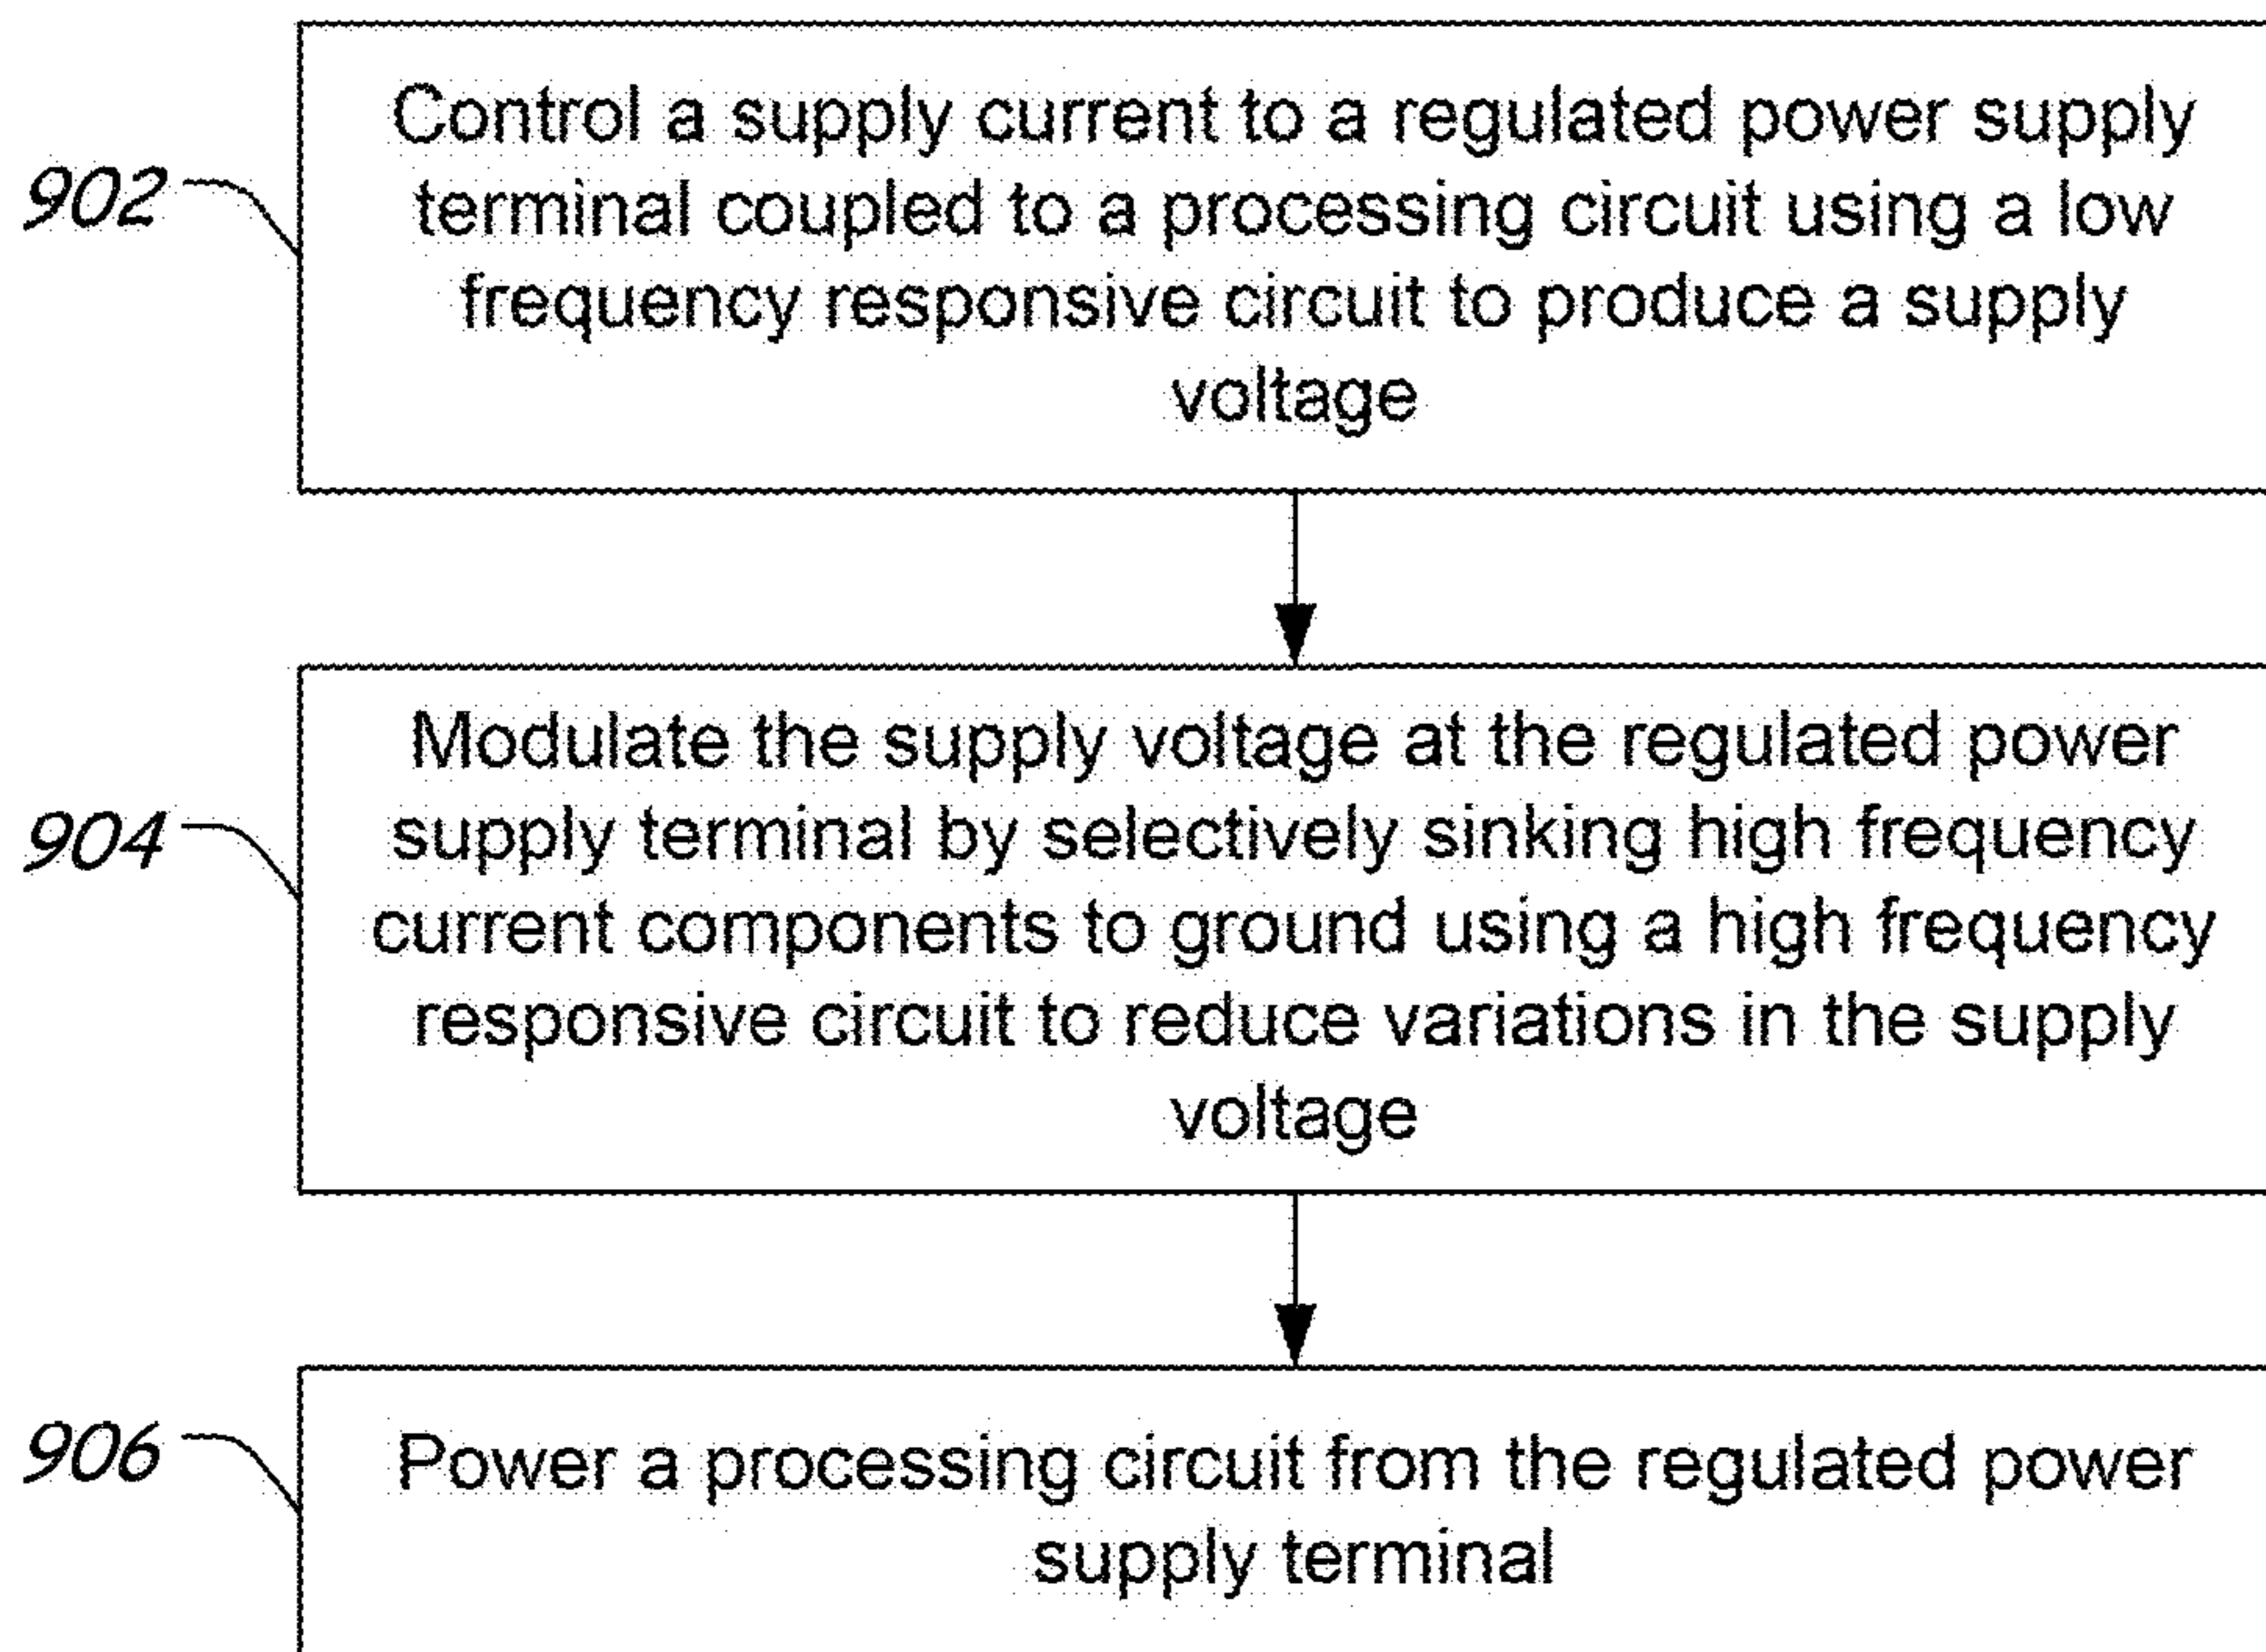 Control a supply current to a regulated power supply
902
terminal coupled to a processing circuit using a low
frequency responsive circuit to produce a supply
voltage
Modulate the supply voltage at the regulated power
904
supply terminal by selectively sinking high frequency
current components to ground using a high frequency
responsive circuit to reduce variations in the supply
voltage
906
Power a processing circuit from the regulated power
supply terminal